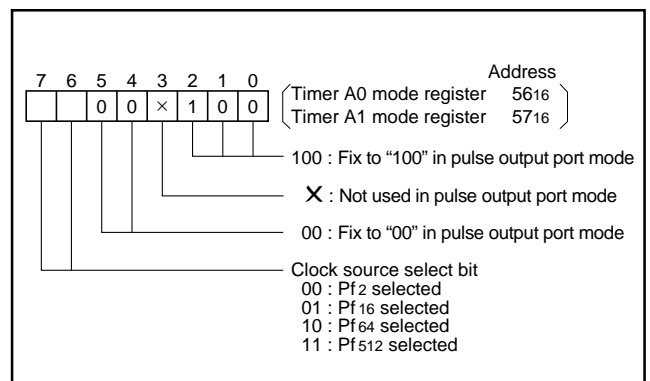 7 6 5 4 3 2 1 0
Address
0 0 × 1 0 0
Timer A0 mode register 5616
Timer A1 mode register 5716
100 : Fix to “100” in pulse output port mode
X : Not used in pulse output port mode
00 : Fix to “00” in pulse output port mode
Clock source select bit
00 : Pf2 selected
01 : Pf16 selected
10 : Pf64 selected
11 : Pf512 selected